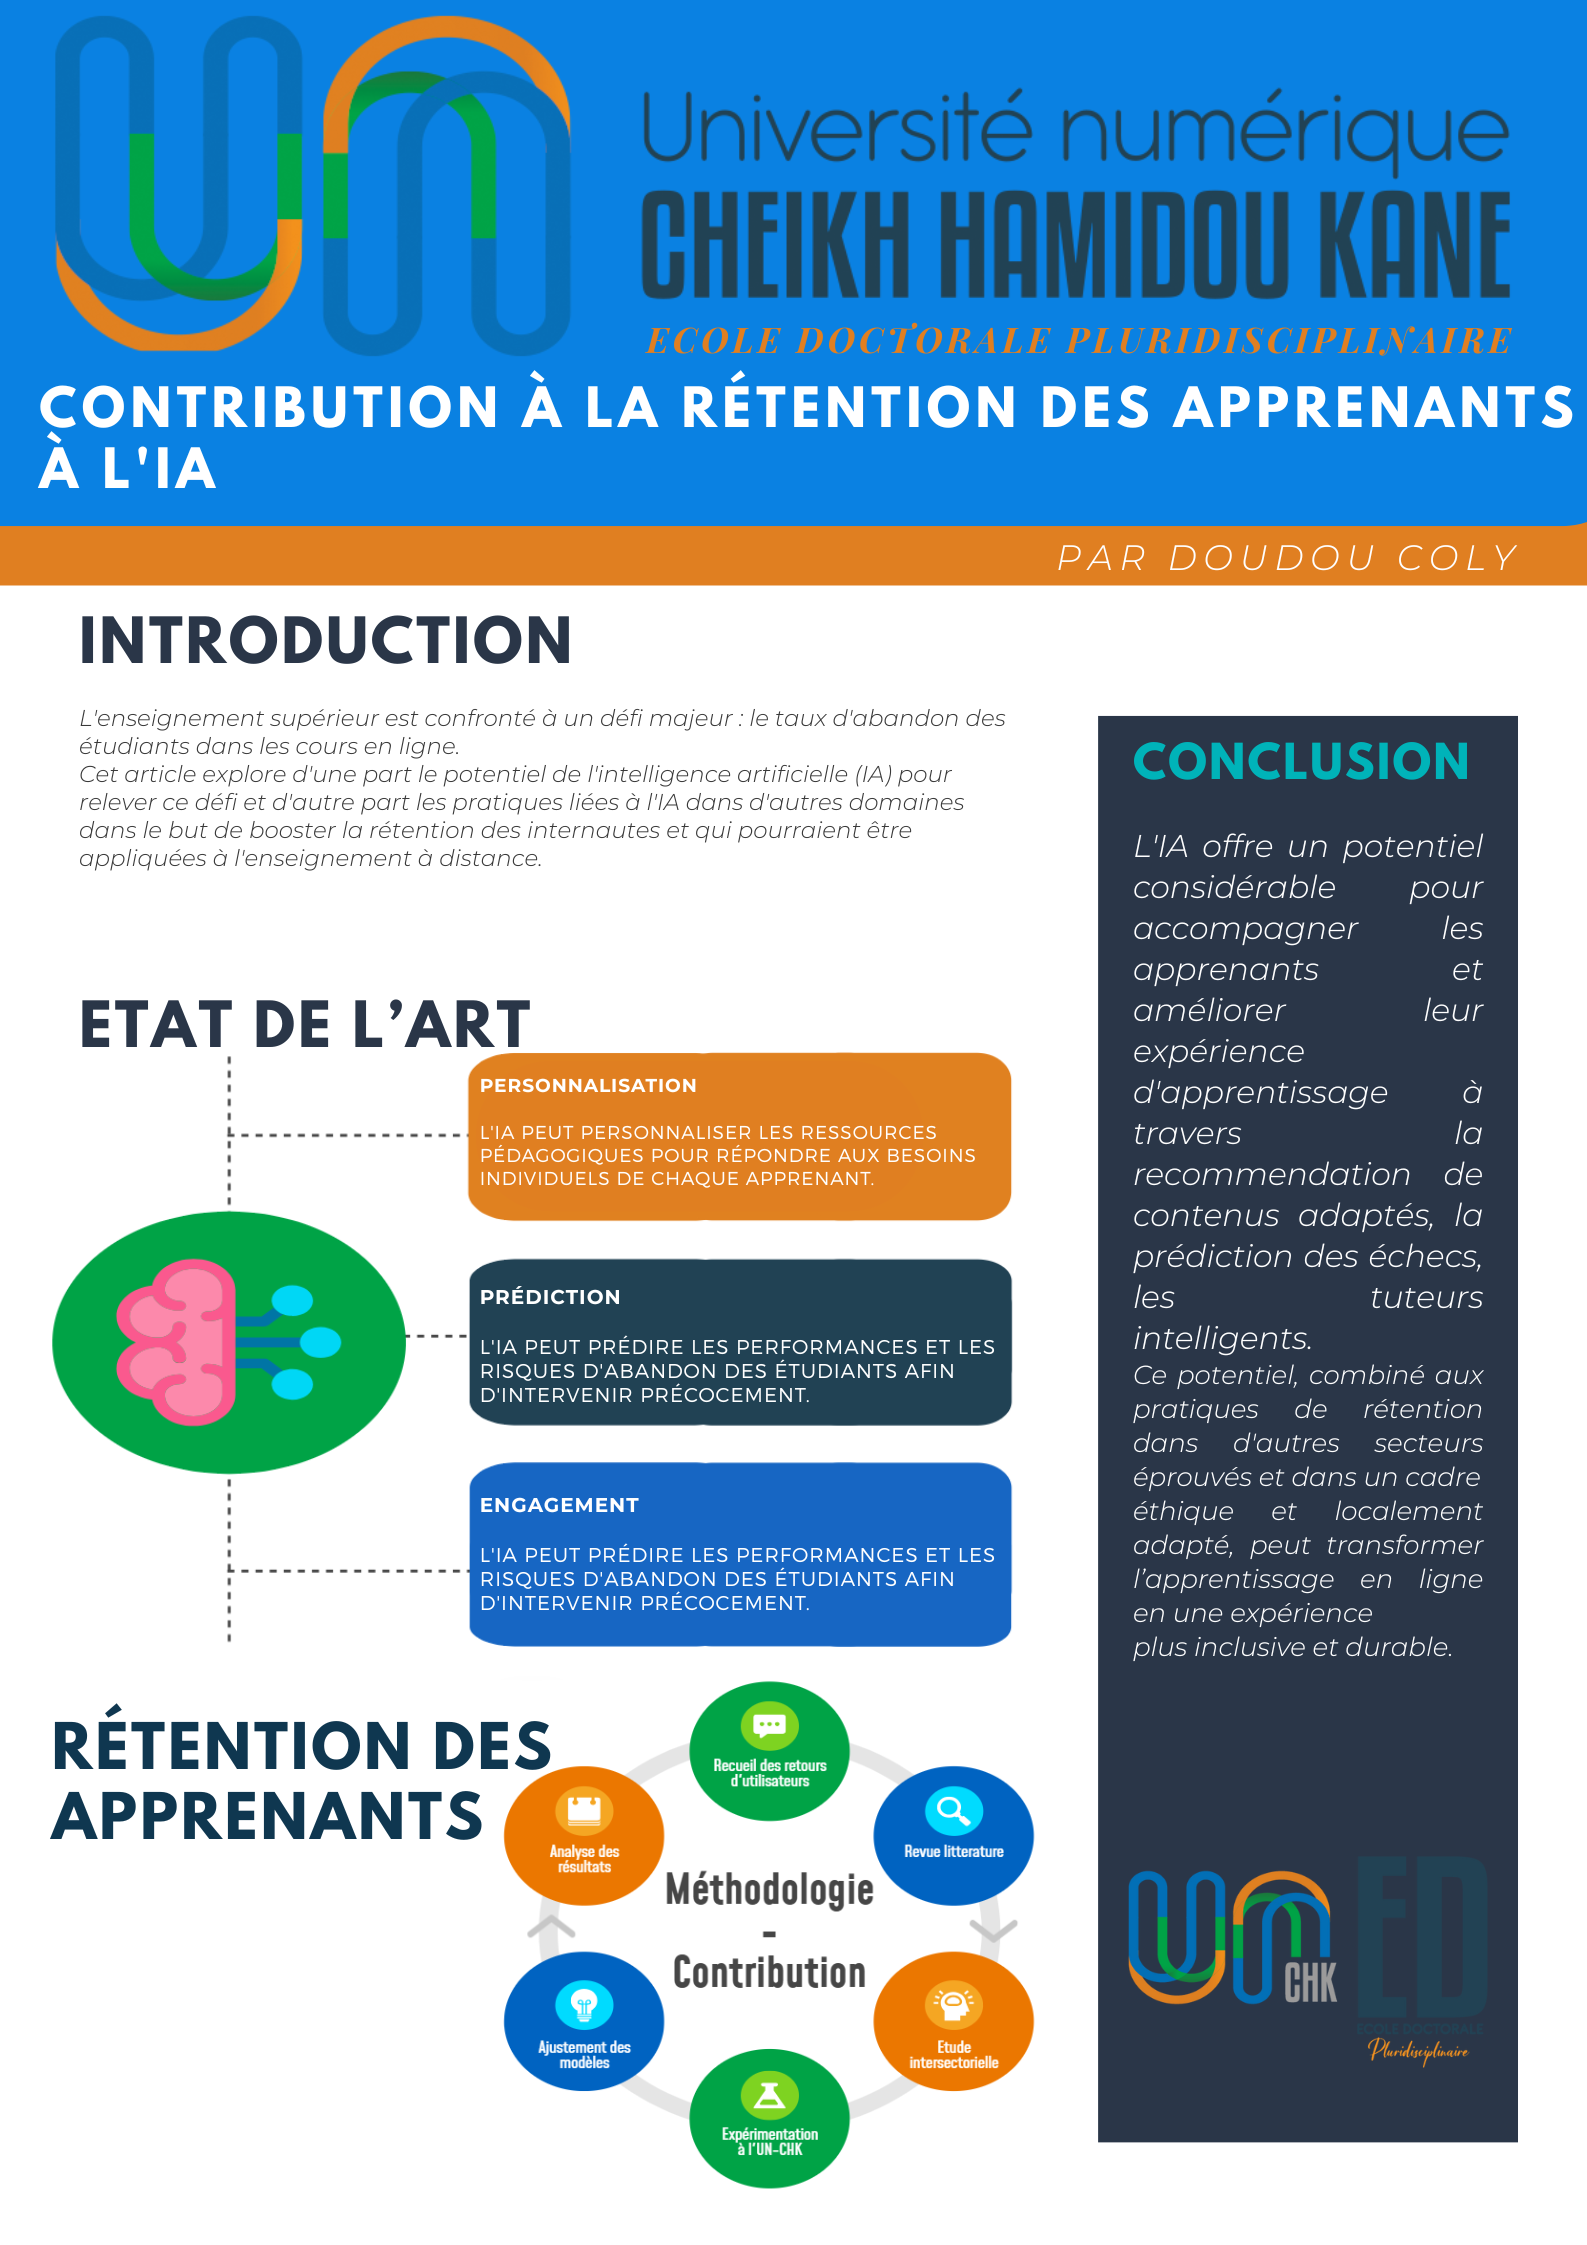 Université numérique
CHEIKH HAMIDOU KANE
ECOLE DOCTORALE PLURIDISCIPLINAIRE
CONTRIBUTION À LA RÉTENTION DES APPRENANTS
À L'IA
PAR DOUDOU COLY
INTRODUCTION
L'enseignement supérieur est confronté à un défi majeur : le taux d'abandon des
étudiants dans les cours en ligne.
Cet article explore d'une part le potentiel de l'intelligence artificielle (IA) pour
relever ce défi et d'autre part les pratiques liées à l'IA dans d'autres domaines
dans le but de booster la rétention des internautes et qui pourraient être
appliquées à l'enseignement à distance.
ETAT DE L’ART
PERSONNALISATION
L'IA PEUT PERSONNALISER LES RESSOURCES
PÉDAGOGIQUES POUR RÉPONDRE AUX BESOINS
INDIVIDUELS DE CHAQUE APPRENANT.
PRÉDICTION
L'IA PEUT PRÉDIRE LES PERFORMANCES ET LES
RISQUES D'ABANDON DES ÉTUDIANTS AFIN
D'INTERVENIR PRÉCOCEMENT.
ENGAGEMENT
L'IA PEUT PRÉDIRE LES PERFORMANCES ET LES
RISQUES D'ABANDON DES ÉTUDIANTS AFIN
D'INTERVENIR PRÉCOCEMENT.
RÉTENTION DES
APPRENANTS
Recueil des retours
d’utilisateurs
Revue litterature
Etude
intersectorielle
Expérimentation
à l’UN-CHK
Ajustement des
modèles
Analyse des
résultats
Méthodologie
-
Contribution
CONCLUSION
L'IA offre un potentiel
considérable pour
accompagner les
apprenants et
améliorer leur
expérience
d'apprentissage à
travers la
recommendation de
contenus adaptés, la
prédiction des échecs,
les tuteurs
intelligents.
Ce potentiel, combiné aux
pratiques de rétention
dans d'autres secteurs
éprouvés et dans un cadre
éthique et localement
adapté, peut transformer
l’apprentissage en ligne
en une expérience
plus inclusive et durable.
CHK
ED
ECOLE DOCTORALE
Pluridisciplinaire